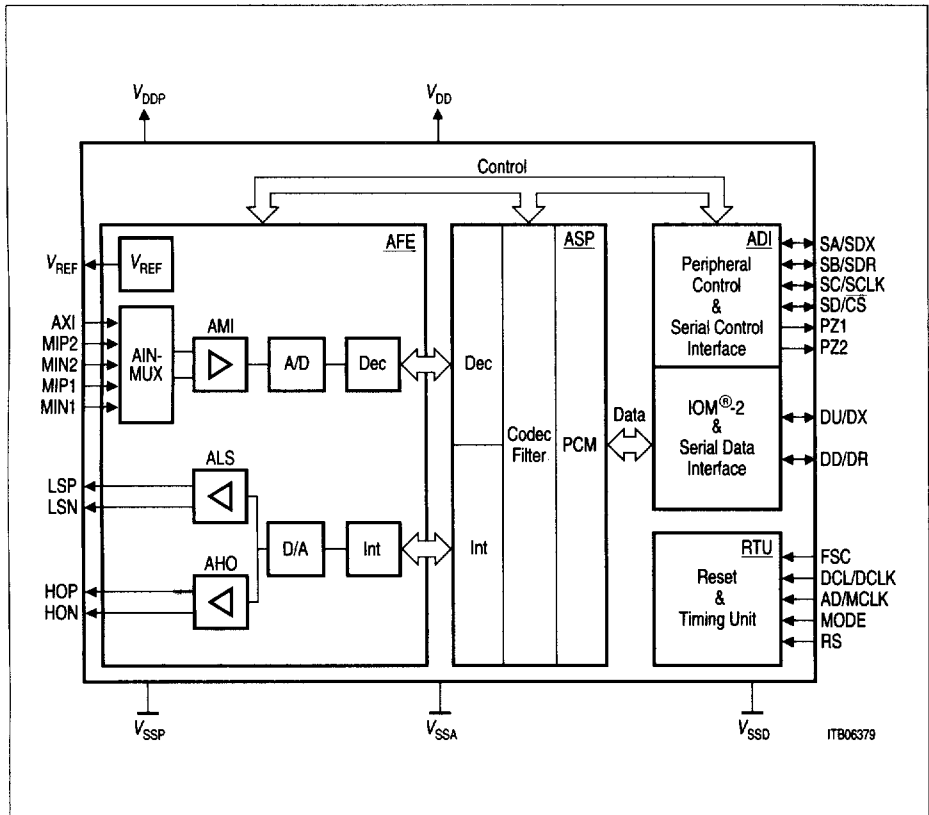 VDDP
VDD
Control
AFE
ASP
ADI
VREF
VREF
AXI
MIP2
MIN2
MIP1
MIN1
AIN-
MUX
AMI
A/D
Dec
Dec
ALS
LSP
LSN
D/A
Int
Int
AHO
HOP
HON
Codec
Filter
PCM
Data
Peripheral
Control
&
Serial Control
Interface
SA/SDX
SB/SDR
SC/SCLK
SD/C̅S̅
PZ1
PZ2
IOM®-2
&
Serial Data
Interface
DU/DX
DD/DR
RTU
Reset
&
Timing Unit
FSC
DCL/DCLK
AD/MCLK
MODE
RS
VSSP
VSSA
VSSD
ITB06379